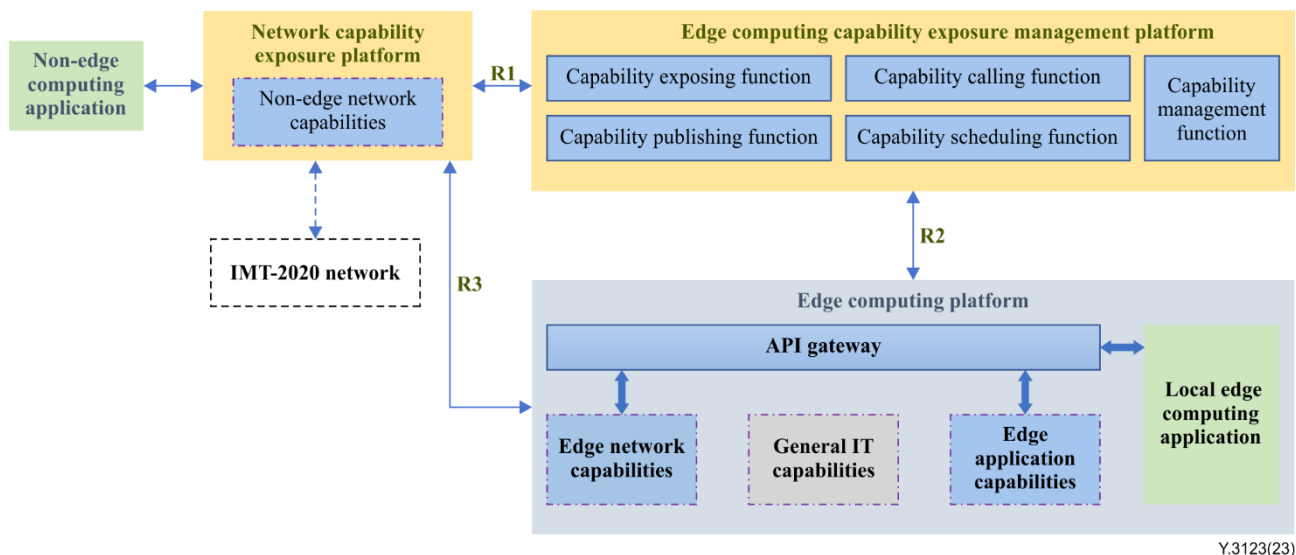 Non-edge
computing
application
Network capability
exposure platform
Non-edge network
capabilities
R1
Edge computing capability exposure management platform
Capability exposing function
Capability calling function
Capability
management
function
Capability publishing function
Capability scheduling function
IMT-2020 network
R3
R2
Edge computing platform
API gateway
Local edge
computing
application
Edge network
capabilities
General IT
capabilities
Edge
application
capabilities
Y.3123(23)